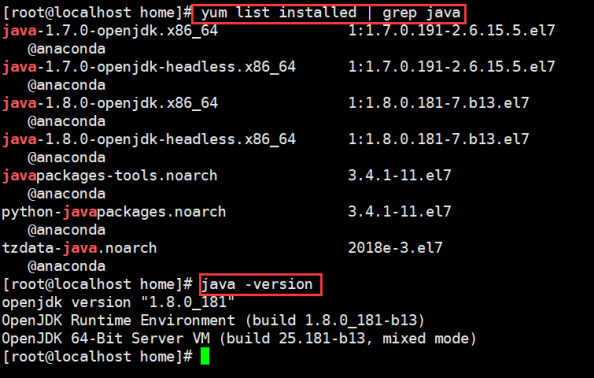 [root@localhost home]# yum list installed | grep java
java-1.7.0-openjdk.x86_64 1:1.7.0.191-2.6.15.5.el7
@anaconda
java-1.7.0-openjdk-headless.x86_64 1:1.7.0.191-2.6.15.5.el7
@anaconda
java-1.8.0-openjdk.x86_64 1:1.8.0.181-7.b13.el7
@anaconda
java-1.8.0-openjdk-headless.x86_64 1:1.8.0.181-7.b13.el7
@anaconda
javapackages-tools.noarch 3.4.1-11.el7
@anaconda
python-javapackages.noarch 3.4.1-11.el7
@anaconda
tzdata-java.noarch 2018e-3.el7
@anaconda
[root@localhost home]# java -version
openjdk version "1.8.0_181"
OpenJDK Runtime Environment (build 1.8.0_181-b13)
OpenJDK 64-Bit Server VM (build 25.181-b13, mixed mode)
[root@localhost home]#